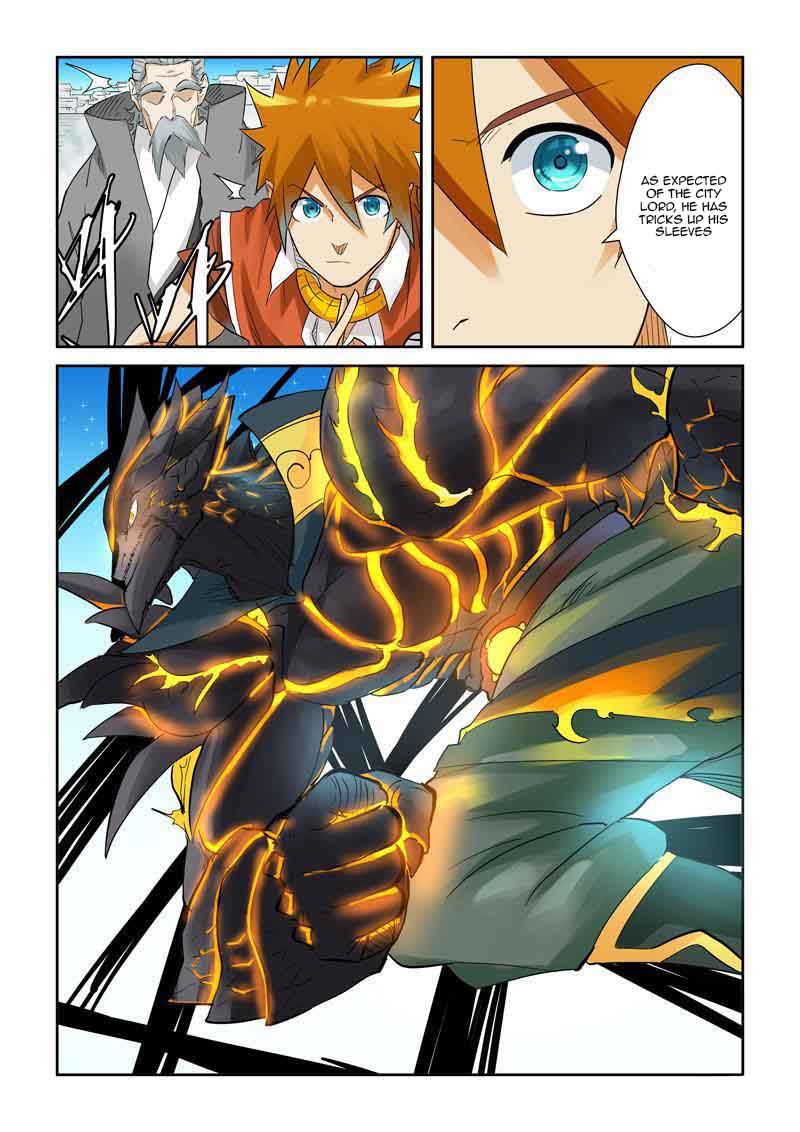 AS EXPECTED
OF THE CITY
LORD, HE HAS
TRICKS UP HIS
SLEEVES